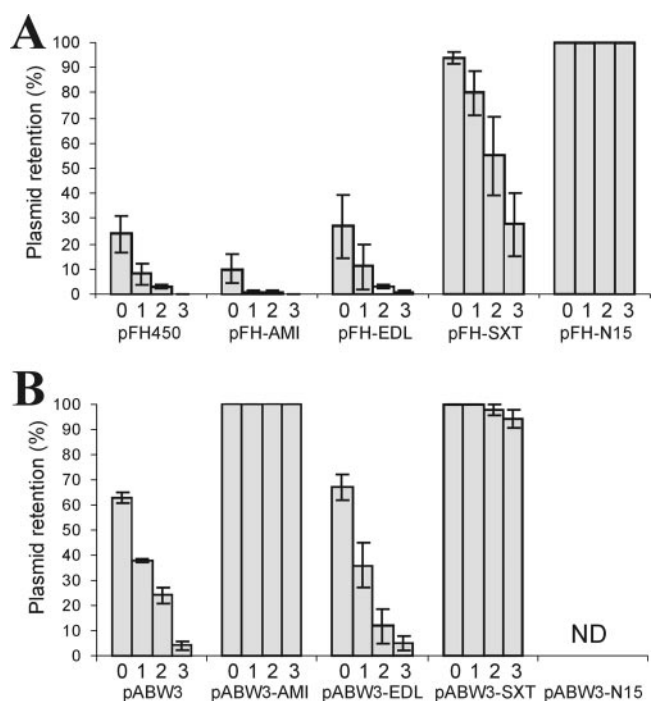 A
Plasmid retention (%)
100
90
80
70
60
50
40
30
20
10
0
0 1 2 3 0 1 2 3 0 1 2 3 0 1 2 3 0 1 2 3
pFH450 pFH-AMI pFH-EDL pFH-SXT pFH-N15
B
Plasmid retention (%)
100
90
80
70
60
50
40
30
20
10
0
ND
0 1 2 3 0 1 2 3 0 1 2 3 0 1 2 3
pABW3 pABW3-AMI pABW3-EDL pABW3-SXT pABW3-N15